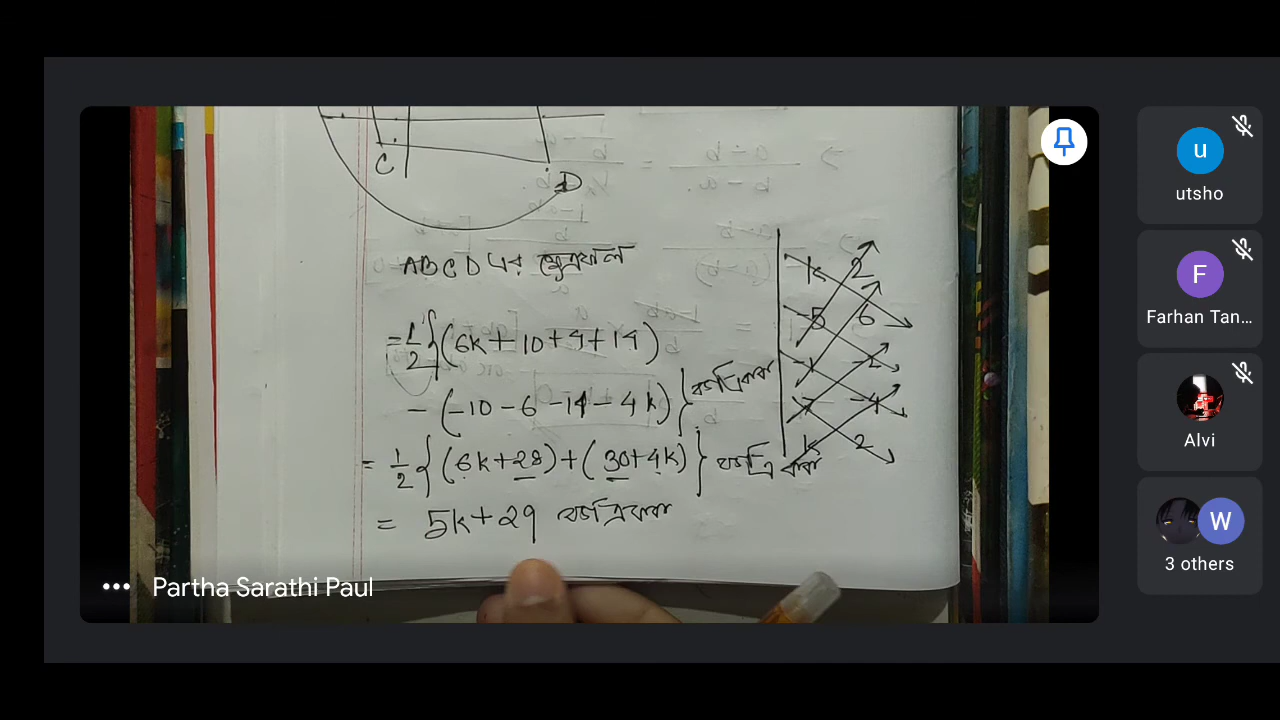 C
D
ABCD এর ক্ষেত্রফল
= 1/2 {(6k + 10 + 4 + 14)
- (-10 - 6 - 14 - 4k)} বর্গএকক
= 1/2 {(6k + 28) + (30 + 4k)} বর্গএকক
= 5k + 29 বর্গএকক
k 2
-5 6
-1 -2
7 -4
k 2
Partha Sarathi Paul
u
utsho
F
Farhan Tan...
Alvi
W
3 others